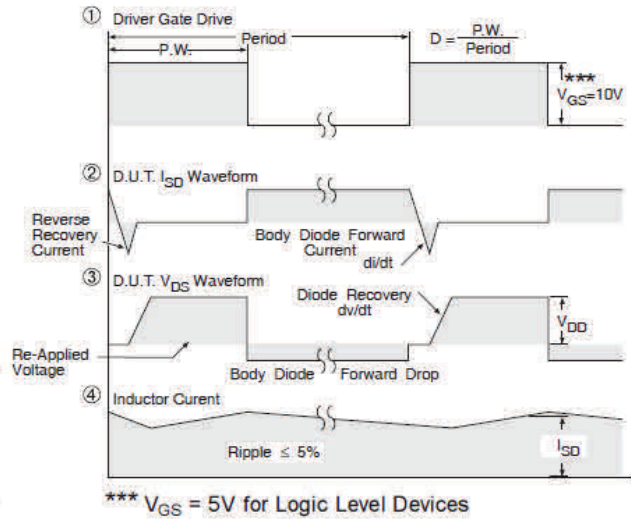 ① Driver Gate Drive
Period
P.W.
D = P.W. / Period
***
VGS=10V
② D.U.T. ISD Waveform
Reverse
Recovery
Current
Body Diode Forward
Current
di/dt
③ D.U.T. VDS Waveform
Diode Recovery
dv/dt
VDD
Re-Applied
Voltage
Body Diode Forward Drop
④ Inductor Curent
Ripple ≤ 5%
ISD
*** VGS = 5V for Logic Level Devices